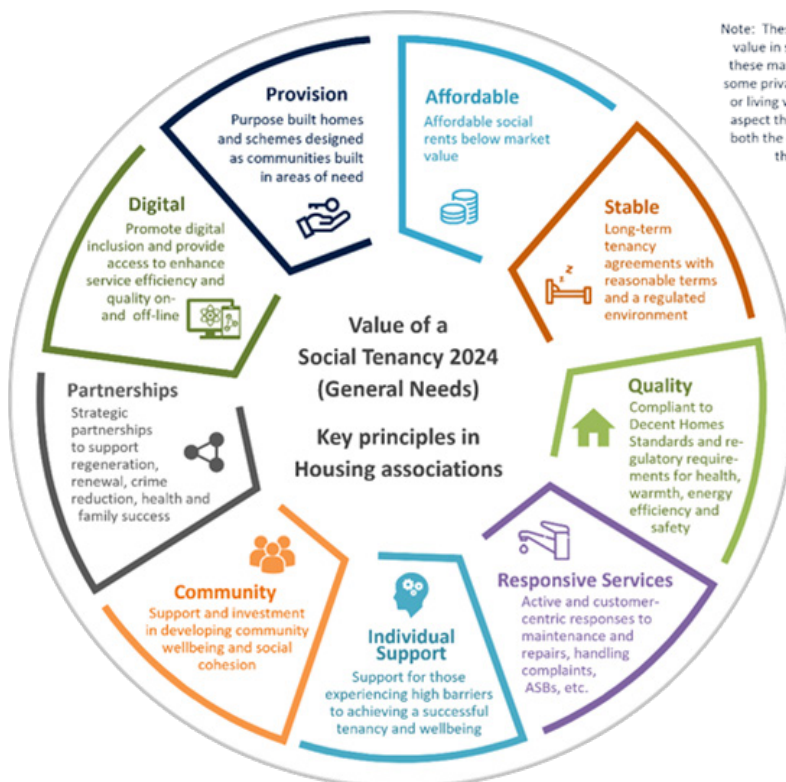 Note: Thes
value in s
these ma
some priva
or living w
aspect th
both the
th
Provision
Purpose built homes
and schemes designed
as communities built
in areas of need
Affordable
Affordable social
rents below market
value
Stable
Long-term
tenancy
agreements with
reasonable terms
and a regulated
environment
z
z
Quality
Compliant to
Decent Homes
Standards and re-
gulatory require-
ments for health,
warmth, energy
efficiency and
safety
Responsive Services
Active and customer-
centric responses to
maintenance and
repairs, handling
complaints,
ASBs, etc.
Individual
Support
Support for those
experiencing high barriers
to achieving a successful
tenancy and wellbeing
Community
Support and investment
in developing community
wellbeing and social
cohesion
Partnerships
Strategic
partnerships
to support
regeneration,
renewal, crime
reduction, health and
family success
Digital
Promote digital
inclusion and provide
access to enhance
service efficiency and
quality on-
and off-line
Value of a
Social Tenancy 2024
(General Needs)
Key principles in
Housing associations